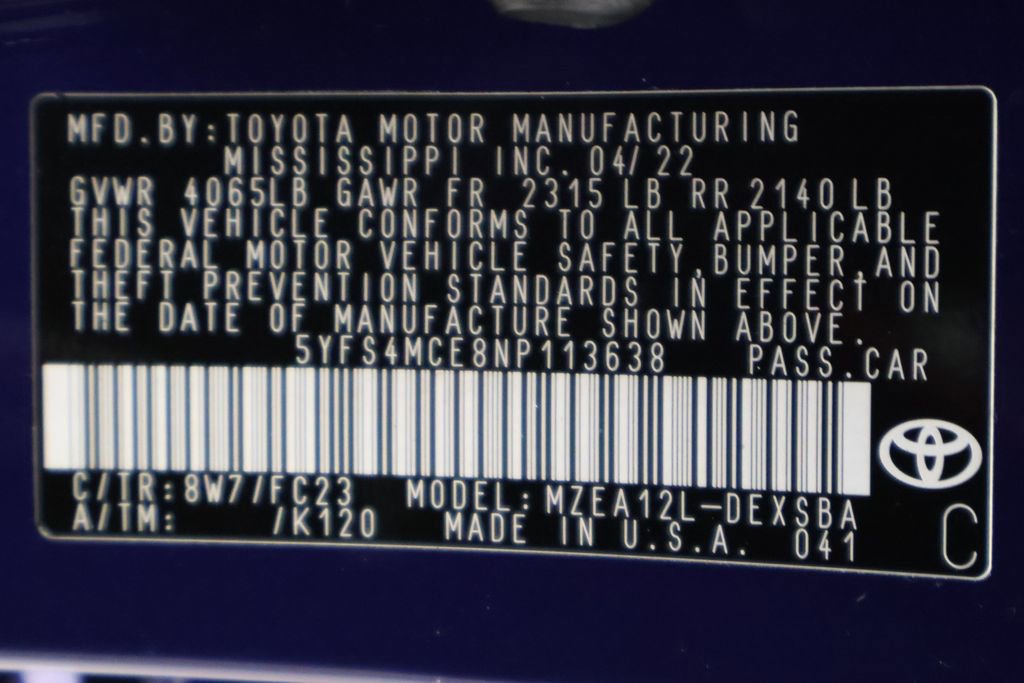 MFD.BY:TOYOTA MOTOR MANUFACTURING
MISSISSIPPI INC. 04/22
GVWR 4065LB GAWR FR 2315 LB RR 2140 LB
THIS VEHICLE CONFORMS TO ALL APPLICABLE
FEDERAL MOTOR VEHICLE SAFETY,BUMPER,AND
THEFT PREVENTION STANDARDS IN EFFECT ON
THE DATE OF MANUFACTURE SHOWN ABOVE.
5YFS4MCE8NP113638 PASS.CAR
C/TR:8W7/FC23 MODEL:MZEA12L-DEXSBA
A/TM: /K120 MADE IN U.S.A. 041 C